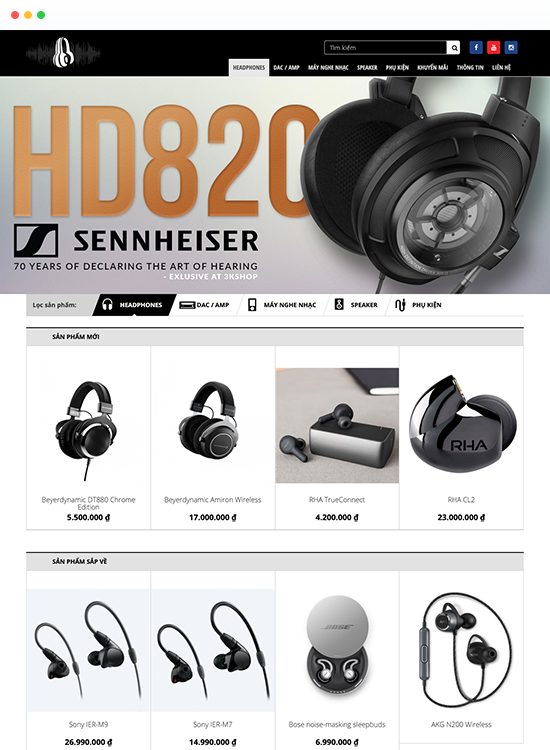 Tìm kiếm
HEADPHONES DAC / AMP MÁY NGHE NHẠC SPEAKER PHỤ KIỆN KHUYẾN MÃI THÔNG TIN LIÊN HỆ
HD820
SENNHEISER
70 YEARS OF DECLARING THE ART OF HEARING
- EXLUSIVE AT 3KSHOP
Lọc sản phẩm: HEADPHONES DAC / AMP MÁY NGHE NHẠC SPEAKER PHỤ KIỆN
SẢN PHẨM MỚI
RHA
Beyerdynamic DT880 Chrome
Edition
5.500.000 ₫
Beyerdynamic Amiron Wireless
17.000.000 ₫
RHA TrueConnect
4.200.000 ₫
RHA CL2
23.000.000 ₫
SẢN PHẨM SẮP VỀ
BOSE
Sony IER-M9
26.990.000 ₫
Sony IER-M7
14.990.000 ₫
Bose noise-masking sleepbuds
6.990.000 ₫
AKG N200 Wireless